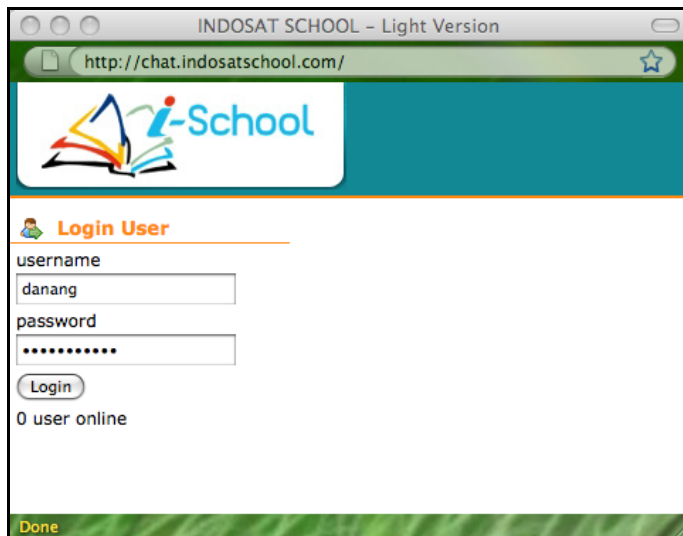 INDOSAT SCHOOL – Light Version
http://chat.indosatschool.com/
i-School
Login User
username
danang
password
•••••••••••
Login
0 user online
Done